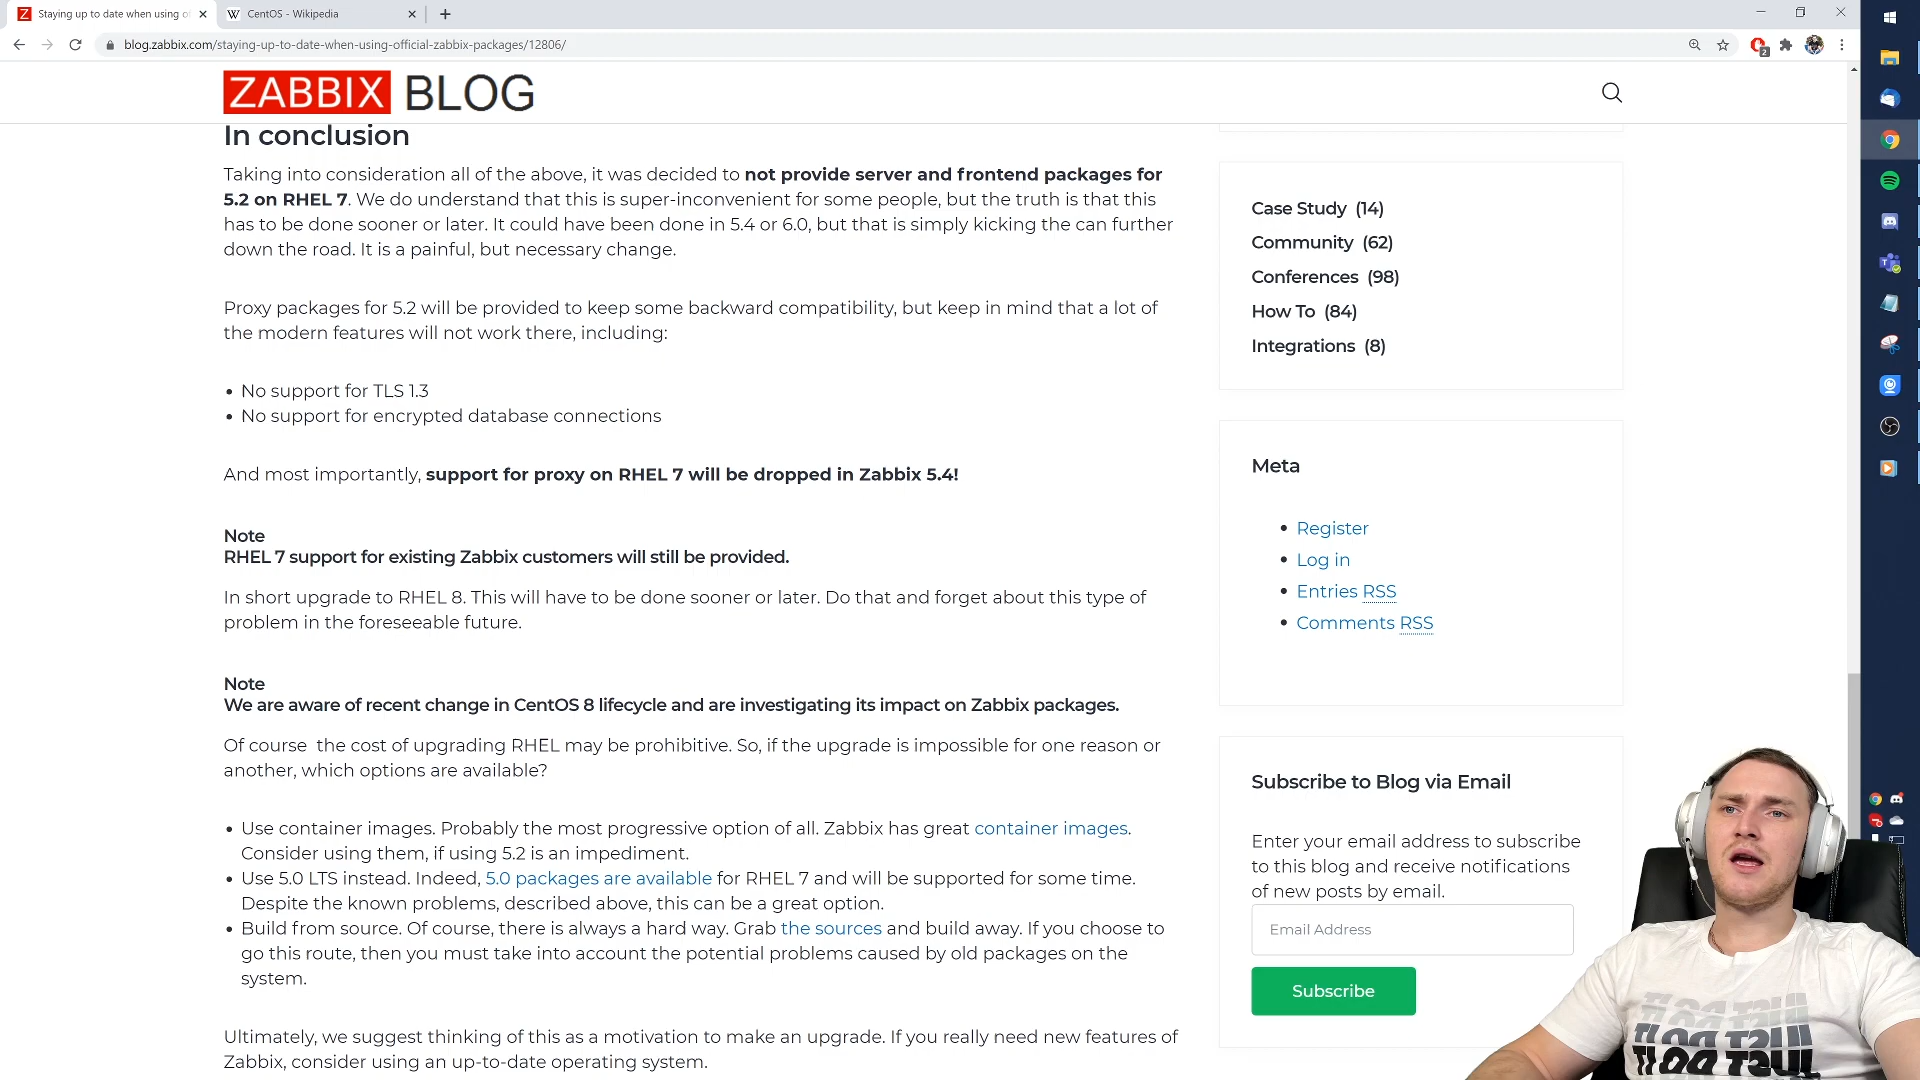 Staying up to date when using of
CentOS - Wikipedia
blog.zabbix.com/staying-up-to-date-when-using-official-zabbix-packages/12806/
2
ZABBIX BLOG
In conclusion
Taking into consideration all of the above, it was decided to not provide server and frontend packages for
5.2 on RHEL 7. We do understand that this is super-inconvenient for some people, but the truth is that this
has to be done sooner or later. It could have been done in 5.4 or 6.0, but that is simply kicking the can further
down the road. It is a painful, but necessary change.
Proxy packages for 5.2 will be provided to keep some backward compatibility, but keep in mind that a lot of
the modern features will not work there, including:
• No support for TLS 1.3
• No support for encrypted database connections
And most importantly, support for proxy on RHEL 7 will be dropped in Zabbix 5.4!
Note
RHEL 7 support for existing Zabbix customers will still be provided.
In short upgrade to RHEL 8. This will have to be done sooner or later. Do that and forget about this type of
problem in the foreseeable future.
Note
We are aware of recent change in CentOS 8 lifecycle and are investigating its impact on Zabbix packages.
Of course the cost of upgrading RHEL may be prohibitive. So, if the upgrade is impossible for one reason or
another, which options are available?
• Use container images. Probably the most progressive option of all. Zabbix has great container images.
Consider using them, if using 5.2 is an impediment.
• Use 5.0 LTS instead. Indeed, 5.0 packages are available for RHEL 7 and will be supported for some time.
Despite the known problems, described above, this can be a great option.
• Build from source. Of course, there is always a hard way. Grab the sources and build away. If you choose to
go this route, then you must take into account the potential problems caused by old packages on the
system.
Ultimately, we suggest thinking of this as a motivation to make an upgrade. If you really need new features of
Zabbix, consider using an up-to-date operating system.
Case Study (14)
Community (62)
Conferences (98)
How To (84)
Integrations (8)
Meta
• Register
• Log in
• Entries RSS
• Comments RSS
Subscribe to Blog via Email
Enter your email address to subscribe
to this blog and receive notifications
of new posts by email.
Email Address
Subscribe